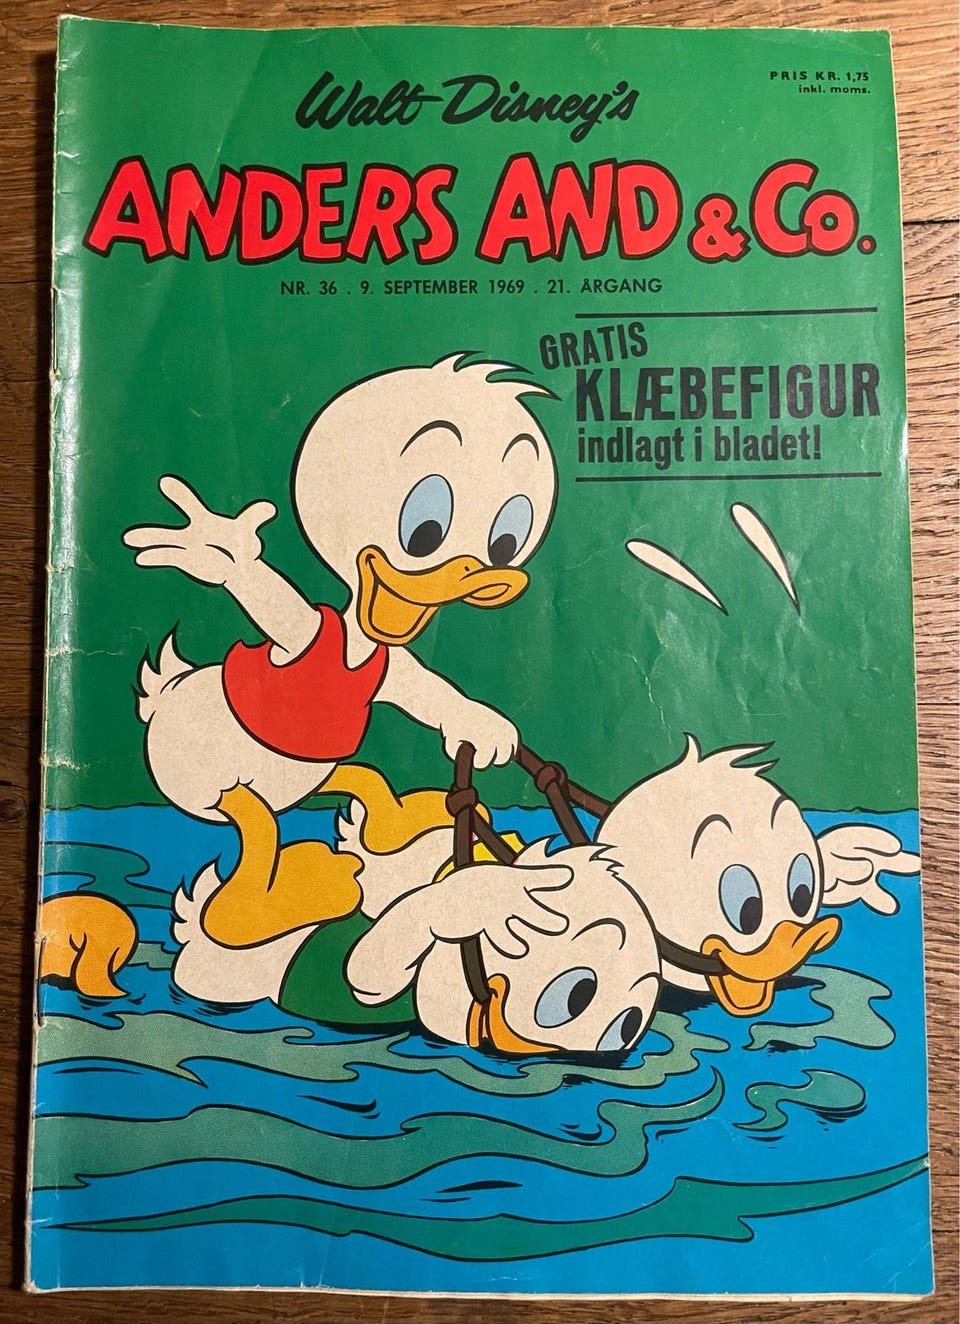 PRIS KR. 1,75
inkl. moms.
Walt Disney's
ANDERS AND & Co.
NR. 36 . 9. SEPTEMBER 1969 . 21. ÅRGANG
GRATIS
KLÆBEFIGUR
indlagt i bladet!